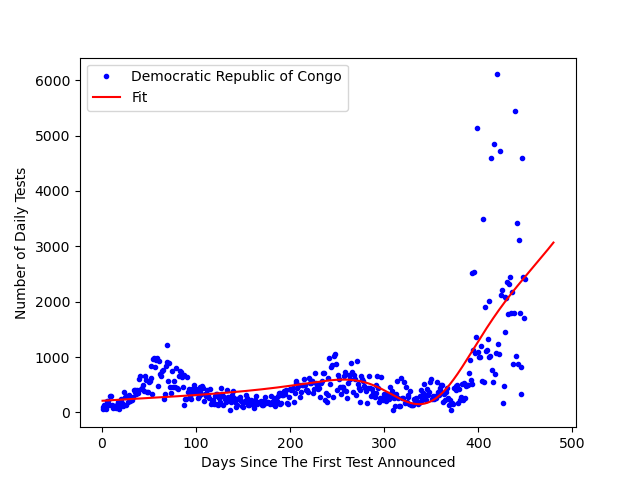 Democratic Republic of Congo
Fit
6000
5000
4000
3000
2000
1000
0
Number of Daily Tests
0 100 200 300 400 500
Days Since The First Test Announced